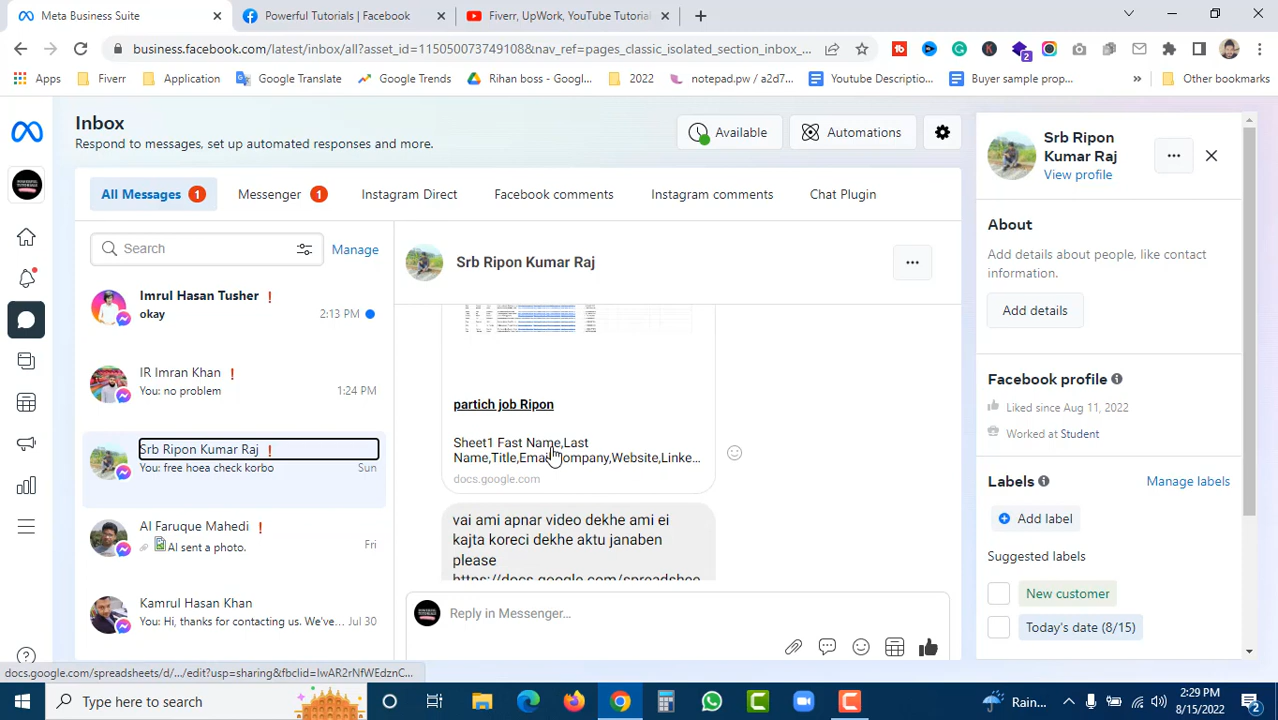 Meta Business Suite
Powerful Tutorials | Facebook
Fiverr, UpWork, YouTube Tutorial
business.facebook.com/latest/inbox/all?asset_id=115050073749108&nav_ref=pages_classic_isolated_section_inbox_...
2
Apps
Fiverr
Application
Google Translate
Google Trends
Rihan boss - Googl...
2022
notepad.pw / a2d7...
Youtube Descriptio...
Buyer sample prop...
»
Other bookmarks
Inbox
Respond to messages, set up automated responses and more.
Available
Automations
All Messages 1
Messenger 1
Instagram Direct
Facebook comments
Instagram comments
Chat Plugin
Search
Manage
Imrul Hasan Tusher !
okay
2:13 PM
IR Imran Khan !
You: no problem
1:24 PM
Srb Ripon Kumar Raj !
You: free hoea check korbo
Sun
Al Faruque Mahedi !
Al sent a photo.
Fri
Kamrul Hasan Khan
You: Hi, thanks for contacting us. We've...
Jul 30
Srb Ripon Kumar Raj
partich job Ripon
Sheet1 Fast Name,Last
Name,Title,Email,Company,Website,Linke...
docs.google.com
vai ami apnar video dekhe ami ei
kajta koreci dekhe aktu janaben
please
https://docs.google.com/spreadshee
Reply in Messenger...
Srb Ripon
Kumar Raj
View profile
About
Add details about people, like contact
information.
Add details
Facebook profile
Liked since Aug 11, 2022
Worked at Student
Labels
Manage labels
Add label
Suggested labels
New customer
Today's date (8/15)
docs.google.com/spreadsheets/d/.../edit?usp=sharing&fbclid=IwAR2rNfWEDznC...
Type here to search
Rain...
2:29 PM
8/15/2022
2